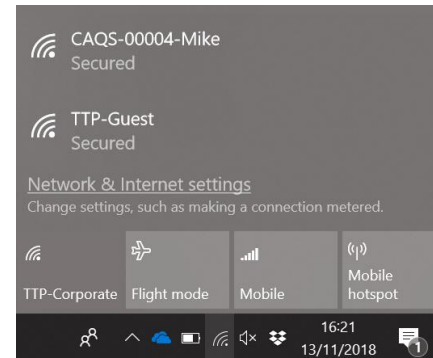 CAQS-00004-Mike
Secured
TTP-Guest
Secured
Network & Internet settings
Change settings, such as making a connection metered.
TTP-Corporate
Flight mode
Mobile
Mobile
hotspot
16:21
13/11/2018
1